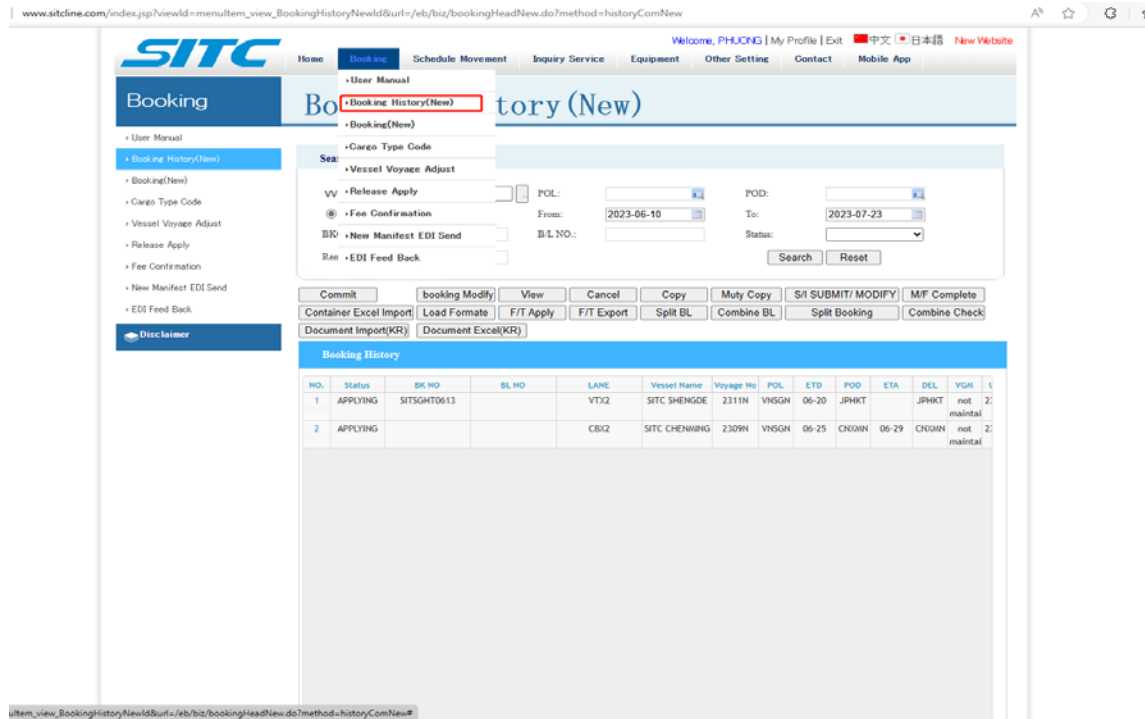 www.sitcline.com/index.jsp?viewId=menuItem_view_BookingHistoryNewId&url=/eb/biz/bookingHeadNew.do?method=historyComNew
SITC
Welcome, PHUONG | My Profile | Exit 中文 日本語 New Website
Home Booking Schedule Movement Inquiry Service Equipment Other Setting Contact Mobile App
Booking
User Manual
Booking History(New)
Booking(New)
Cargo Type Code
Vessel Voyage Adjust
Release Apply
Fee Confirmation
New Manifest EDI Send
EDI Feed Back
Disclaimer
User Manual
Booking History(New)
Booking(New)
Cargo Type Code
Vessel Voyage Adjust
Release Apply
Fee Confirmation
New Manifest EDI Send
EDI Feed Back
Bo tory(New)
Sea
VV ... POL: POD:
From: 2023-06-10 To: 2023-07-23
BK B/L NO.: Status:
Rec
Search Reset
Commit booking Modify View Cancel Copy Muty Copy S/I SUBMIT/ MODIFY M/F Complete
Container Excel Import Load Formate F/T Apply F/T Export Split BL Combine BL Split Booking Combine Check
Document Import(KR) Document Excel(KR)
Booking History
NO. Status BK NO BL NO LANE Vessel Name Voyage No POL ETD POD ETA DEL VGM
1 APPLYING SITSGHT0613 VTX2 SITC SHENGDE 2311N VNSGN 06-20 JPHKT JPHKT not maintai
2 APPLYING CBX2 SITC CHENMING 2309N VNSGN 06-25 CNXMN 06-29 CNXMN not maintai
ultem_view_BookingHistoryNewId&url=/eb/biz/bookingHeadNew.do?method=historyComNew#